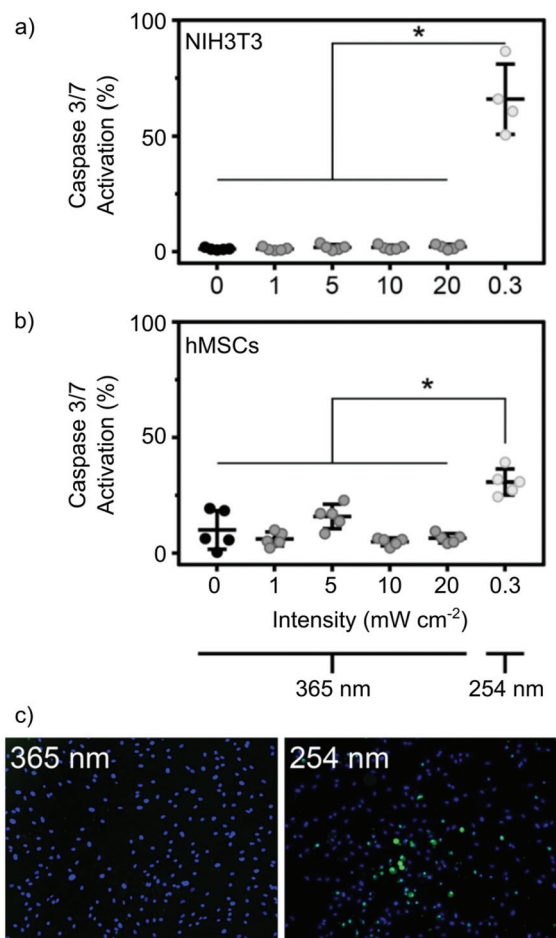 a)
NIH3T3
*
Caspase 3/7
Activation (%)
100
50
0
0 1 5 10 20 0.3
b)
hMSCs
*
Caspase 3/7
Activation (%)
100
50
0
0 1 5 10 20 0.3
Intensity (mW cm⁻²)
365 nm 254 nm
c)
365 nm
254 nm